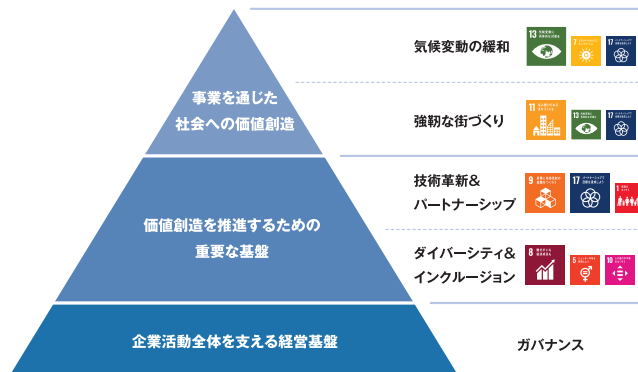 事業を通じた
社会への価値創造
価値創造を推進するための
重要な基盤
企業活動全体を支える経営基盤
気候変動の緩和
13
7
17
強靭な街づくり
11
13
17
技術革新&
パートナーシップ
9
17
1
ダイバーシティ&
インクルージョン
8
5
10
ガバナンス